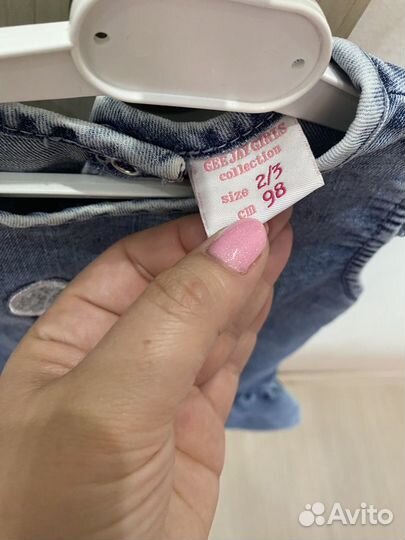 GEEJAY GIRLS
collection
size 2/3
cm 98
Avito